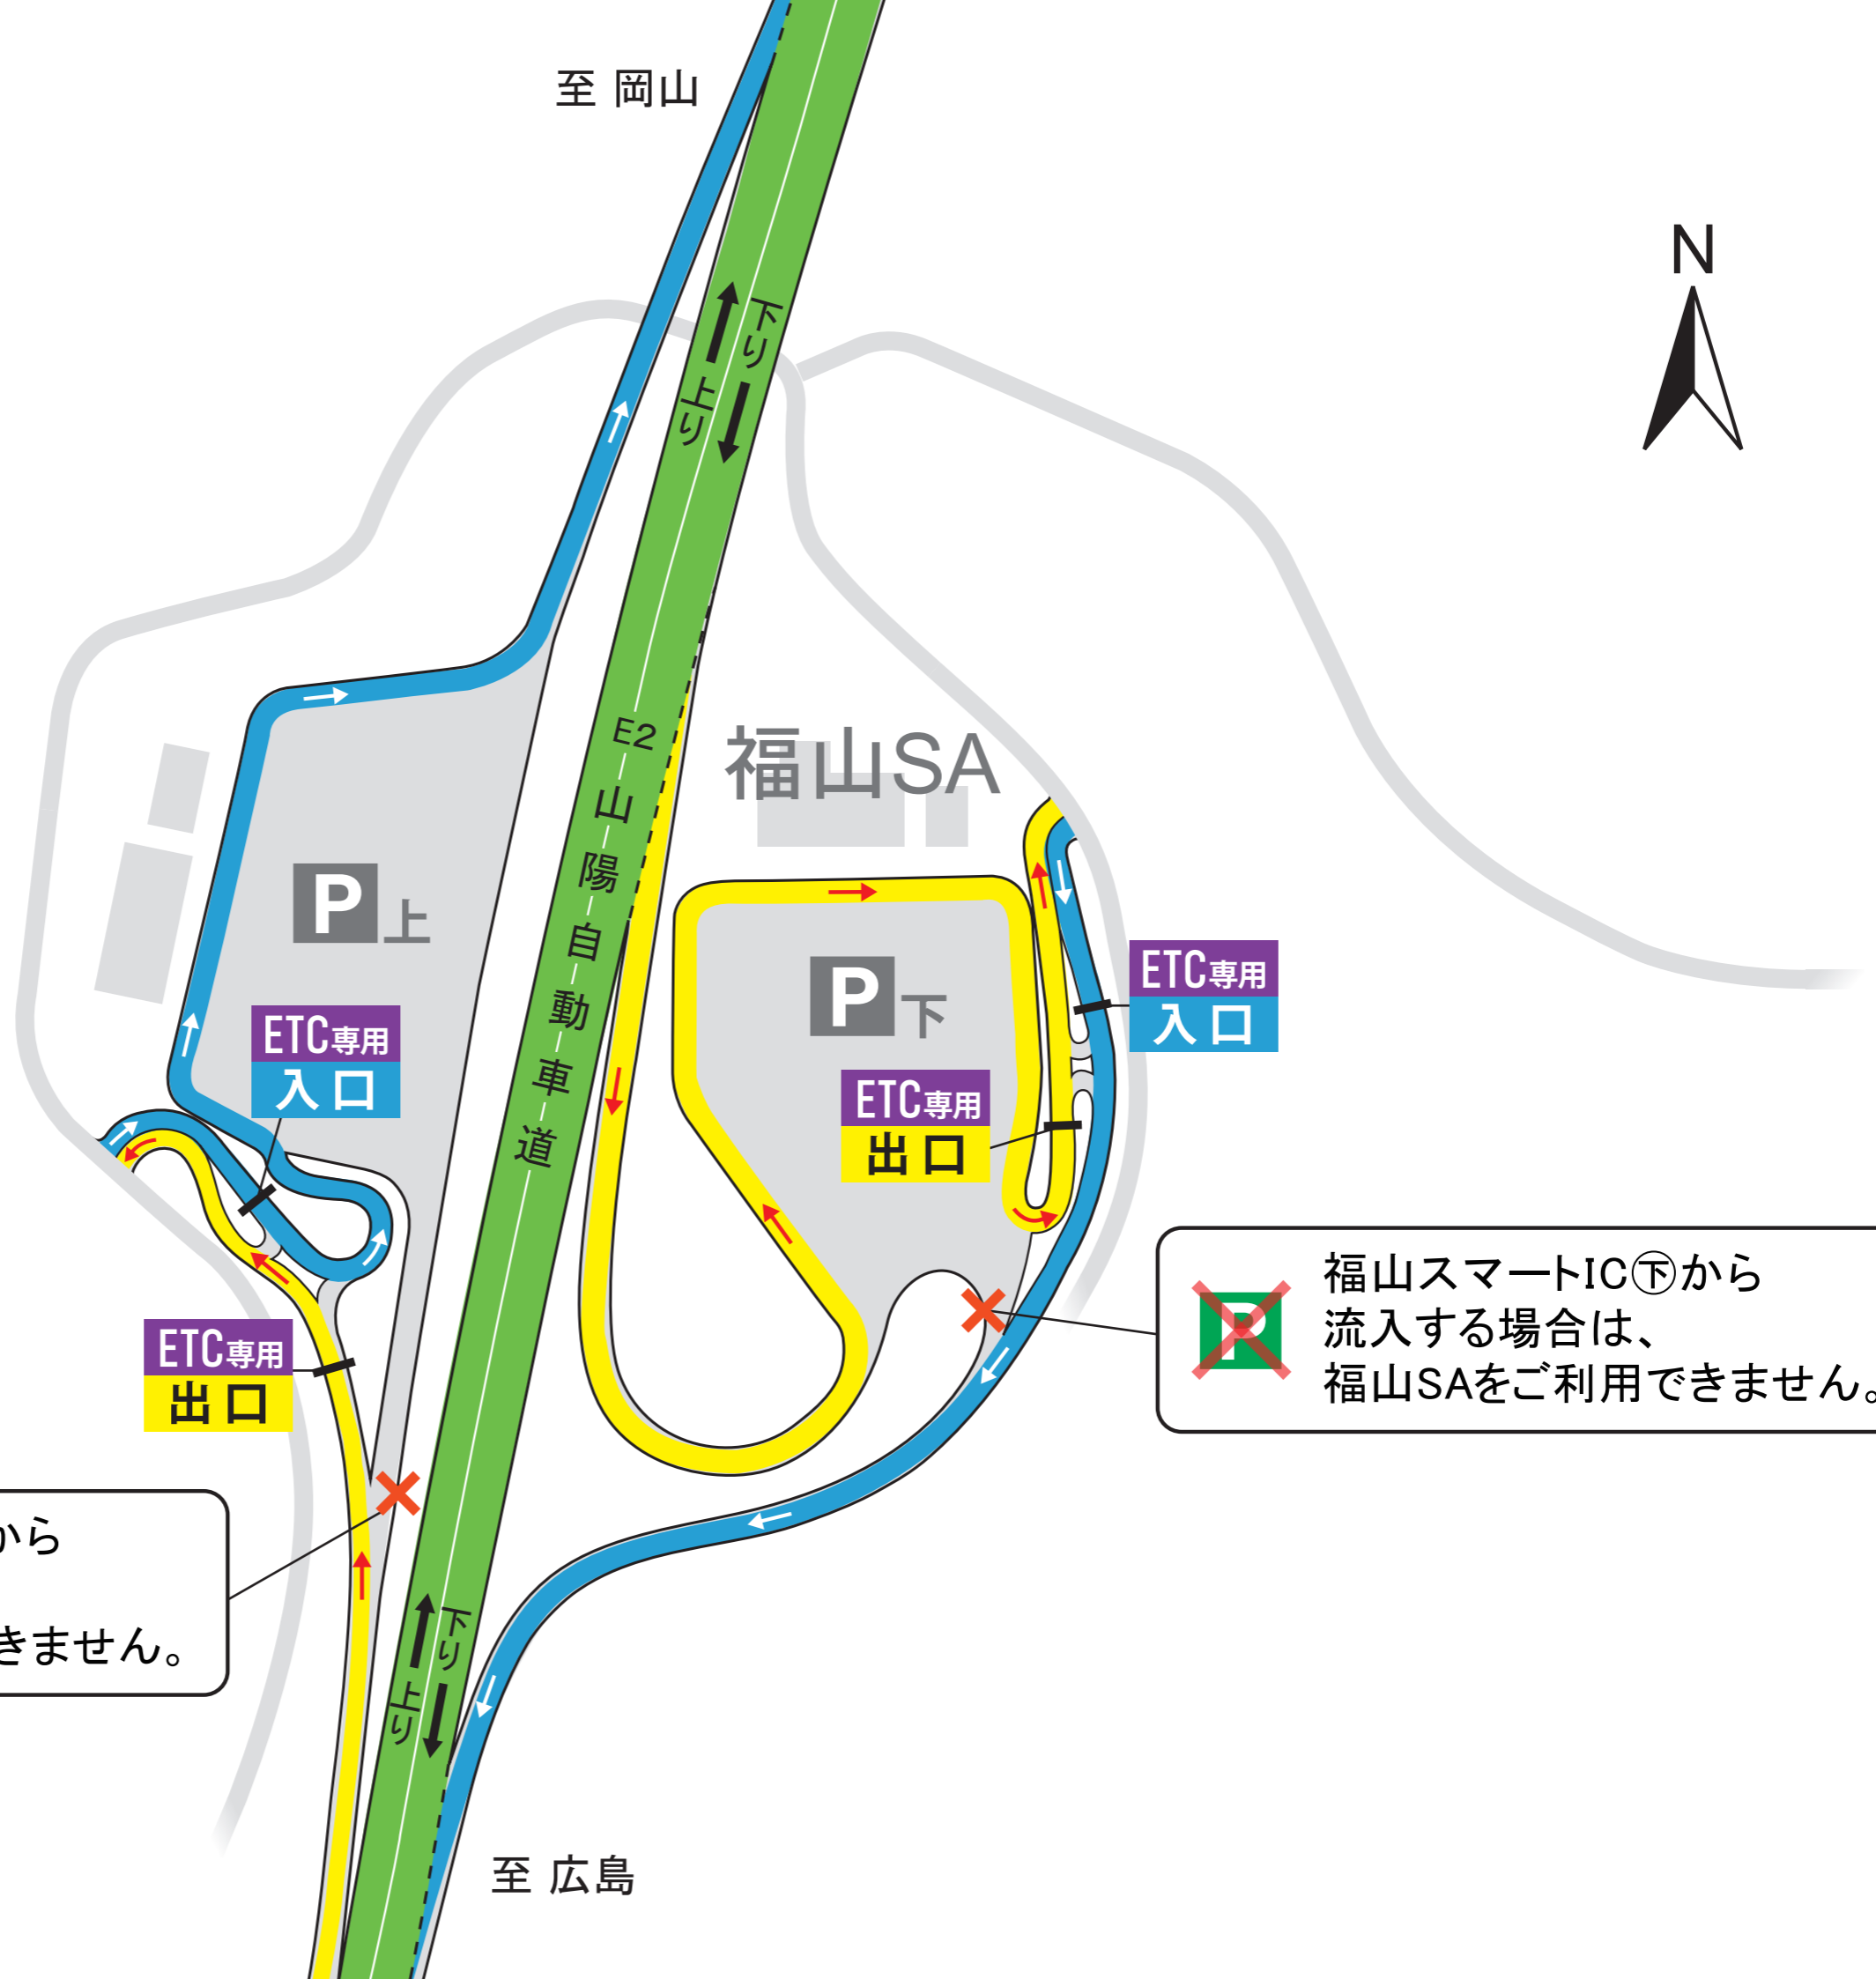 至 岡山
N
下り
上り
E2
山陽自動車道
福山SA
P上
P下
ETC専用
入口
ETC専用
入口
ETC専用
出口
ETC専用
出口
P
福山スマートIC㊦から
流入する場合は、
福山SAをご利用できません。
から
きません。
下り
上り
至 広島